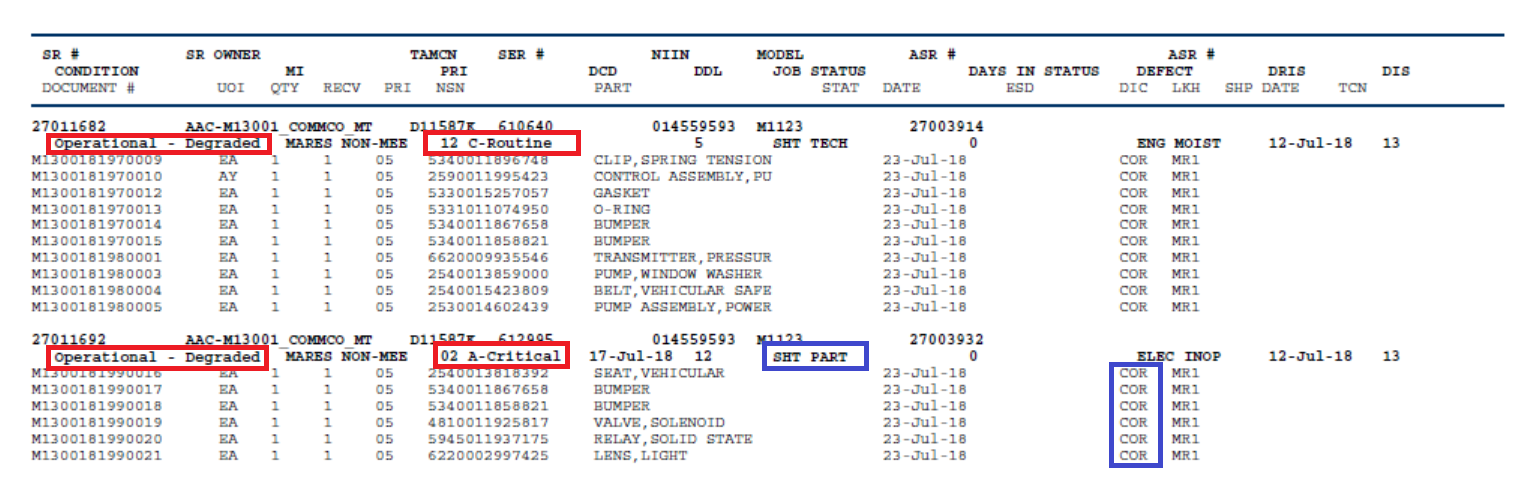 SR # SR OWNER TAMCN SER # NIIN MODEL ASR # ASR #
CONDITION MI PRI DCD DDL JOB STATUS DAYS IN STATUS DEFECT DRIS DIS
DOCUMENT # UOI QTY RECV PRI NSN PART STAT DATE ESD DIC LKH SHP DATE TCN
27011682 AAC-M13001_COMMCO_MT D11587K 610640 014559593 M1123 27003914
Operational - Degraded MARES NON-MEE 12 C-Routine 5 SHT TECH 0 ENG MOIST 12-Jul-18 13
M1300181970009 EA 1 1 05 5340011896748 CLIP,SPRING TENSION 23-Jul-18 COR MR1
M1300181970010 AY 1 1 05 2590011995423 CONTROL ASSEMBLY,PU 23-Jul-18 COR MR1
M1300181970012 EA 1 1 05 5330015257057 GASKET 23-Jul-18 COR MR1
M1300181970013 EA 1 1 05 5331011074950 O-RING 23-Jul-18 COR MR1
M1300181970014 EA 1 1 05 5340011867658 BUMPER 23-Jul-18 COR MR1
M1300181970015 EA 1 1 05 5340011858821 BUMPER 23-Jul-18 COR MR1
M1300181980001 EA 1 1 05 6620009935546 TRANSMITTER,PRESSUR 23-Jul-18 COR MR1
M1300181980003 EA 1 1 05 2540013859000 PUMP,WINDOW WASHER 23-Jul-18 COR MR1
M1300181980004 EA 1 1 05 2540015423809 BELT,VEHICULAR SAFE 23-Jul-18 COR MR1
M1300181980005 EA 1 1 05 2530014602439 PUMP ASSEMBLY,POWER 23-Jul-18 COR MR1
27011692 AAC-M13001_COMMCO_MT D11587K 612995 014559593 M1123 27003932
Operational - Degraded MARES NON-MEE 02 A-Critical 17-Jul-18 12 SHT PART 0 ELEC INOP 12-Jul-18 13
M1300181990016 EA 1 1 05 2540013818392 SEAT,VEHICULAR 23-Jul-18 COR MR1
M1300181990017 EA 1 1 05 5340011867658 BUMPER 23-Jul-18 COR MR1
M1300181990018 EA 1 1 05 5340011858821 BUMPER 23-Jul-18 COR MR1
M1300181990019 EA 1 1 05 4810011925817 VALVE,SOLENOID 23-Jul-18 COR MR1
M1300181990020 EA 1 1 05 5945011937175 RELAY,SOLID STATE 23-Jul-18 COR MR1
M1300181990021 EA 1 1 05 6220002997425 LENS,LIGHT 23-Jul-18 COR MR1